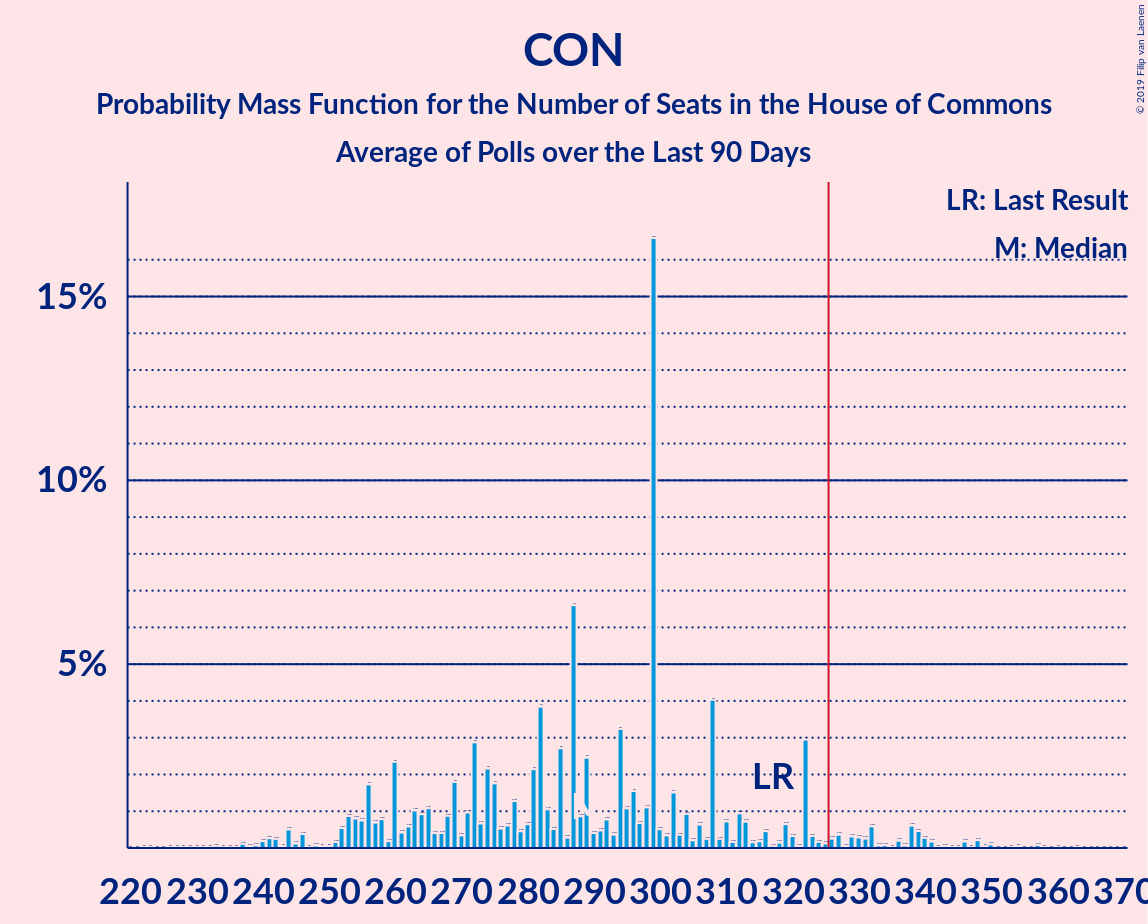 CON
Probability Mass Function for the Number of Seats in the House of Commons
Average of Polls over the Last 90 Days
© 2019 Filip van Laenen
LR: Last Result
M: Median
15%
10%
5%
LR
220 230 240 250 260 270 280 290 300 310 320 330 340 350 360 370